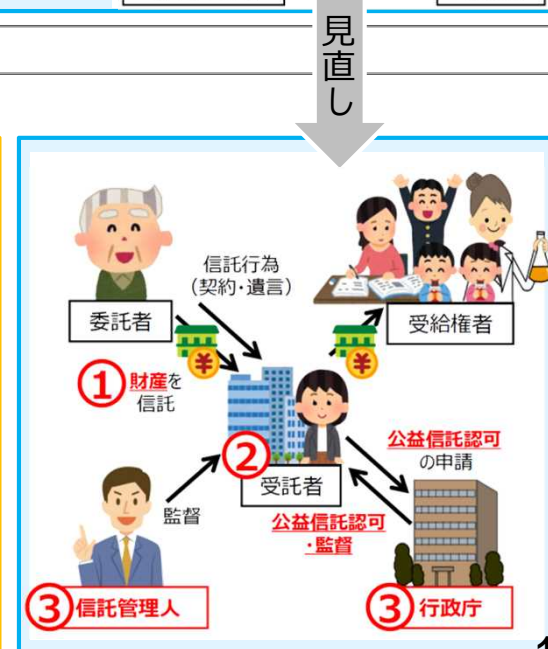 見直し
信託行為
（契約・遺言）
委託者
受給権者
¥
¥
①財産を
信託
②
受託者
公益信託認可
の申請
監督
公益信託認可
・監督
③信託管理人
③行政庁